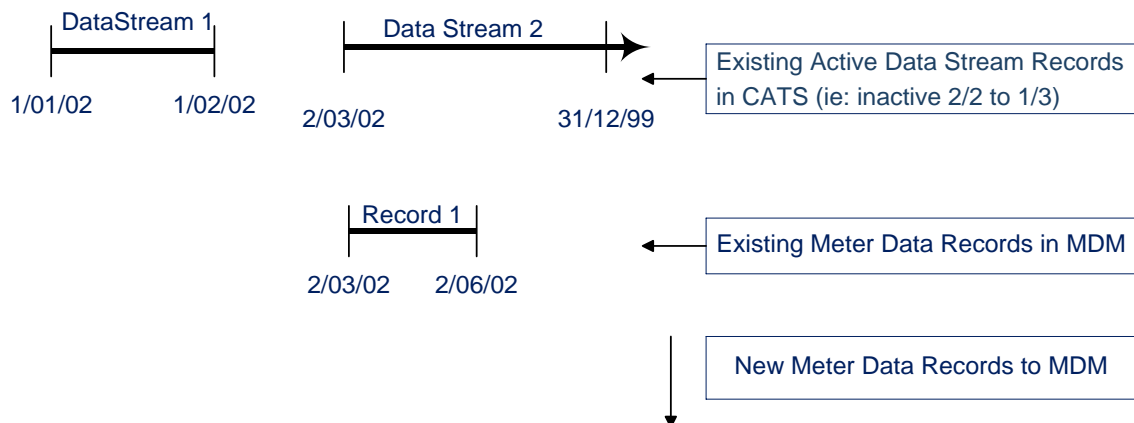 DataStream 1
Data Stream 2
1/01/02
1/02/02
2/03/02
31/12/99
Existing Active Data Stream Records
in CATS (ie: inactive 2/2 to 1/3)
Record 1
2/03/02
2/06/02
Existing Meter Data Records in MDM
New Meter Data Records to MDM